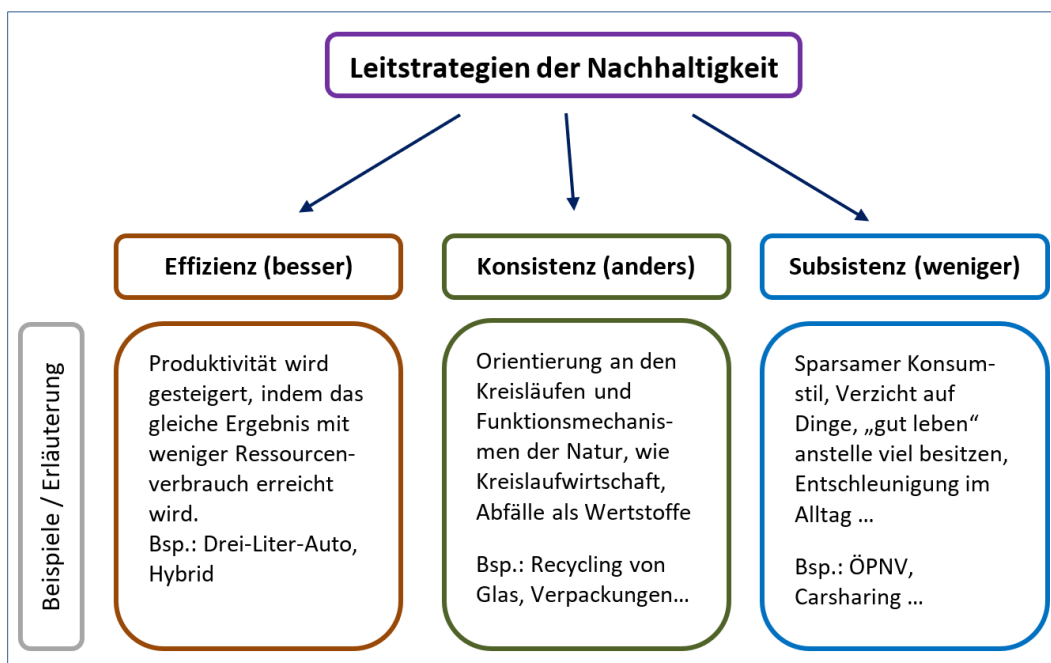 Leitstrategien der Nachhaltigkeit
Effizienz (besser)
Konsistenz (anders)
Subsistenz (weniger)
Beispiele / Erläuterung
Produktivität wird
gesteigert, indem das
gleiche Ergebnis mit
weniger Ressourcen-
verbrauch erreicht
wird.
Bsp.: Drei-Liter-Auto,
Hybrid
Orientierung an den
Kreisläufen und
Funktionsmechanis-
men der Natur, wie
Kreislaufwirtschaft,
Abfälle als Wertstoffe
Bsp.: Recycling von
Glas, Verpackungen...
Sparsamer Konsum-
stil, Verzicht auf
Dinge, „gut leben“
anstelle viel besitzen,
Entschleunigung im
Alltag ...
Bsp.: ÖPNV,
Carsharing ...